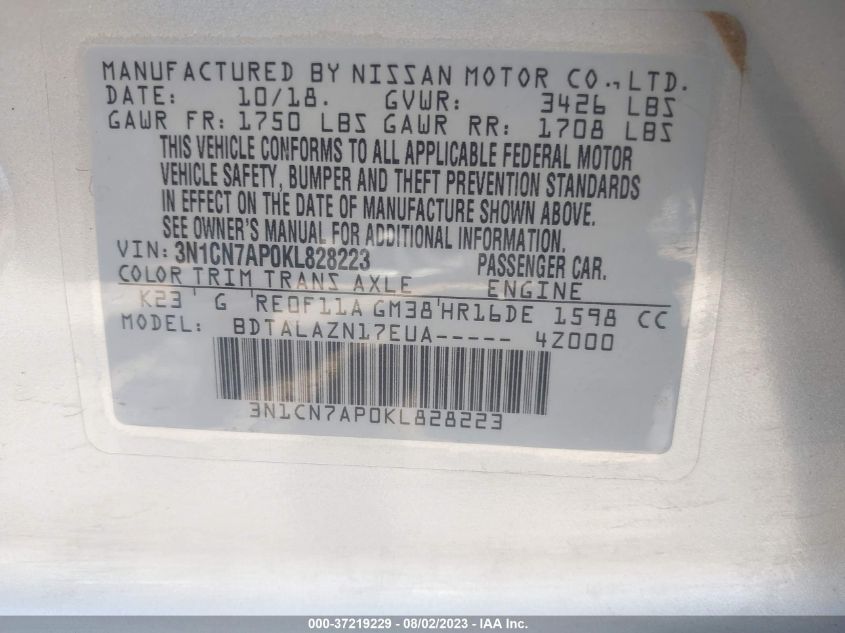 MANUFACTURED BY NISSAN MOTOR CO., LTD.
DATE: 10/18. GVWR: 3426 LBS
GAWR FR: 1750 LBS GAWR RR: 1708 LBS
THIS VEHICLE CONFORMS TO ALL APPLICABLE FEDERAL MOTOR
VEHICLE SAFETY, BUMPER AND THEFT PREVENTION STANDARDS
IN EFFECT ON THE DATE OF MANUFACTURE SHOWN ABOVE.
SEE OWNER'S MANUAL FOR ADDITIONAL INFORMATION.
VIN: 3N1CN7AP0KL828223 PASSENGER CAR.
COLOR TRIM TRANS AXLE ENGINE
K23 G RE0F11A GM38 HR16DE 1598 CC
MODEL: BDTALAZN17EUA----- 4Z000
3N1CN7AP0KL828223
000-37219229 - 08/02/2023 - IAA Inc.